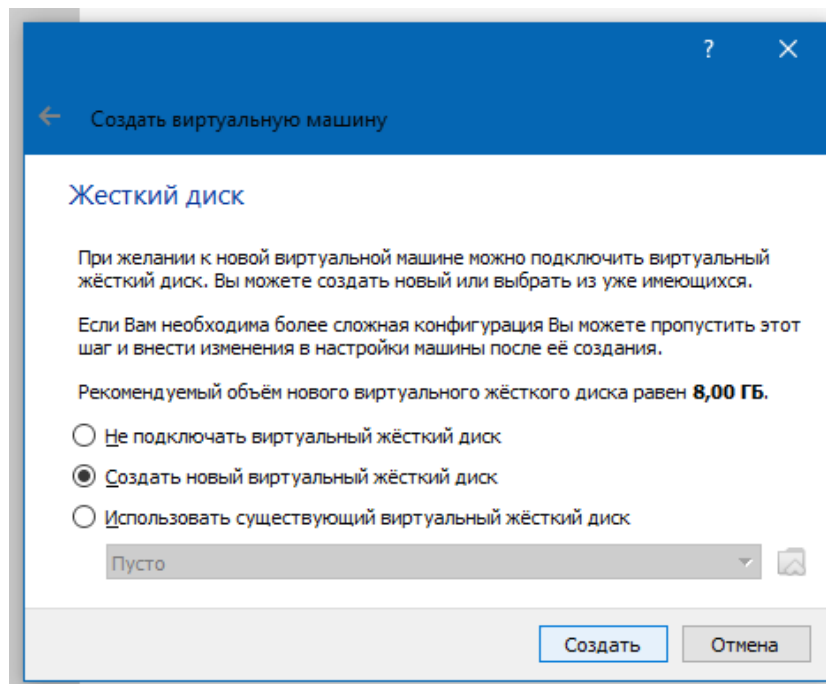 ?
Создать виртуальную машину
Жесткий диск
При желании к новой виртуальной машине можно подключить виртуальный
жёсткий диск. Вы можете создать новый или выбрать из уже имеющихся.
Если Вам необходима более сложная конфигурация Вы можете пропустить этот
шаг и внести изменения в настройки машины после её создания.
Рекомендуемый объём нового виртуального жёсткого диска равен 8,00 ГБ.
Не подключать виртуальный жёсткий диск
Создать новый виртуальный жёсткий диск
Использовать существующий виртуальный жёсткий диск
Пусто
Создать Отмена